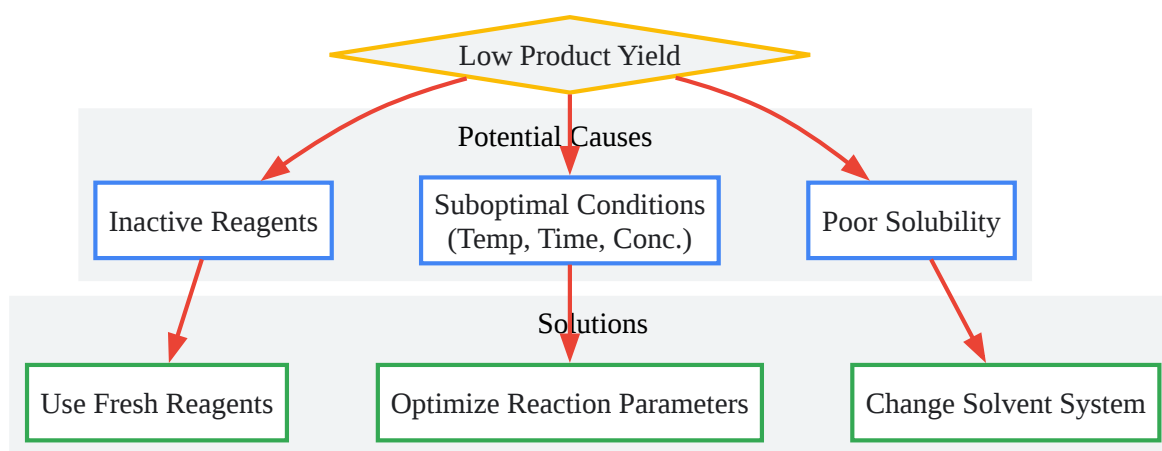 Low Product Yield
Potential Causes
Inactive Reagents
Suboptimal Conditions
(Temp, Time, Conc.)
Poor Solubility
Solutions
Use Fresh Reagents
Optimize Reaction Parameters
Change Solvent System